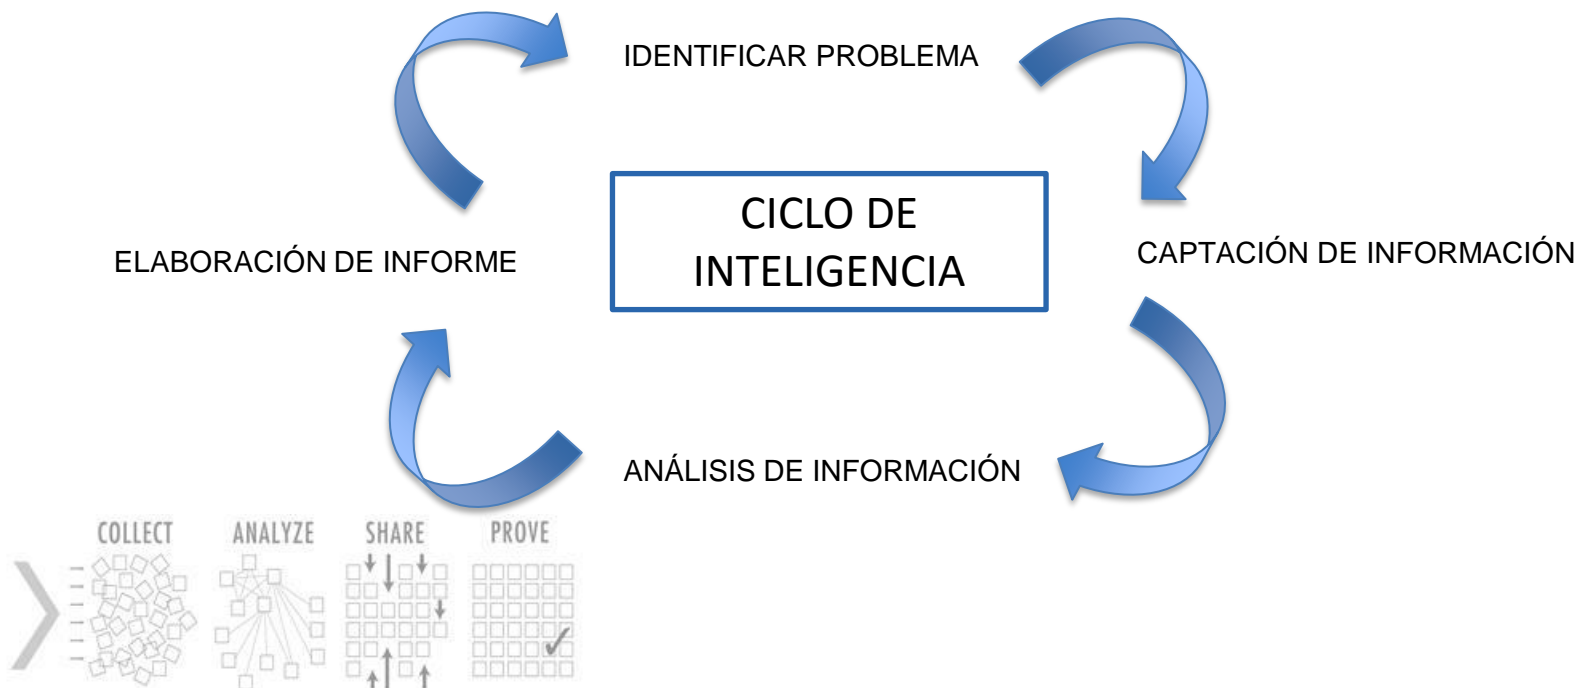 IDENTIFICAR PROBLEMA
CICLO DE
INTELIGENCIA
ELABORACIÓN DE INFORME
CAPTACIÓN DE INFORMACIÓN
ANÁLISIS DE INFORMACIÓN
COLLECT
ANALYZE
SHARE
PROVE